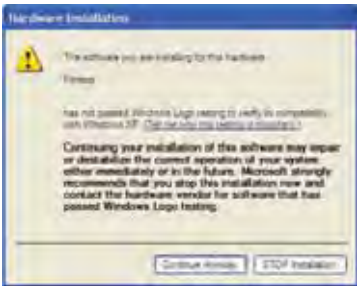 Hardware Installation
The software you are installing for this hardware
has not passed Windows Logo testing to verify its compatibility
with Windows XP. (Tell me why this testing is important.)
Continuing your installation of this software may impair
or destabilize the correct operation of your system
either immediately or in the future. Microsoft strongly
recommends that you stop this installation now and
contact the hardware vendor for software that has
passed Windows Logo testing.
Continue Anyway
STOP Installation